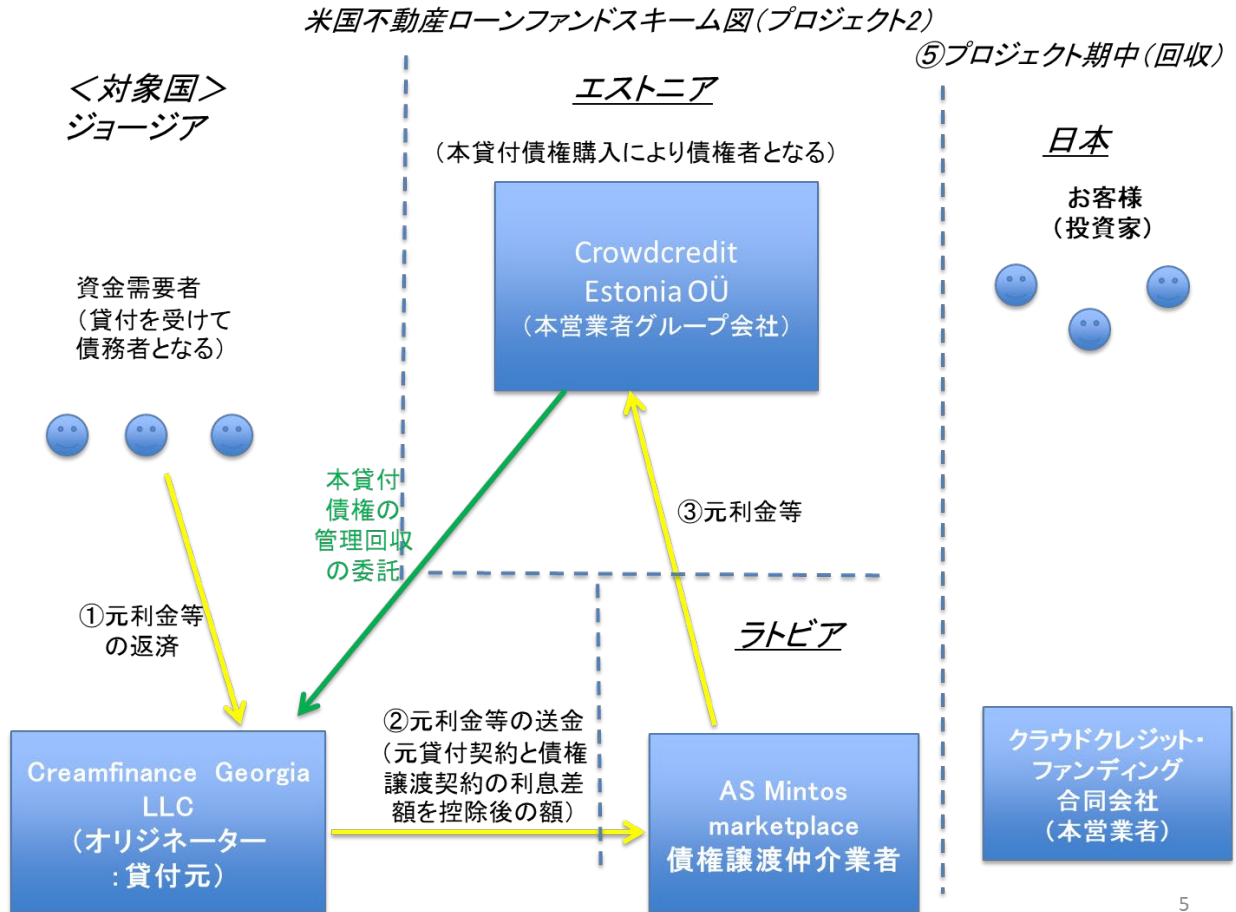 米国不動産ローンファンドスキーム図(プロジェクト2)
⑤プロジェクト期中(回収)
＜対象国＞
ジョージア
エストニア
(本貸付債権購入により債権者となる)
日本
お客様
(投資家)
Crowdcredit
Estonia OÜ
(本営業者グループ会社)
資金需要者
(貸付を受けて
債務者となる)
本貸付
債権の
管理回収
の委託
③元利金等
①元利金等
の返済
ラトビア
②元利金等の送金
(元貸付契約と債権
譲渡契約の利息差
額を控除後の額)
Creamfinance Georgia
LLC
(オリジネーター
:貸付元)
AS Mintos
marketplace
債権譲渡仲介業者
クラウドクレジット・
ファンディング
合同会社
(本営業者)
5